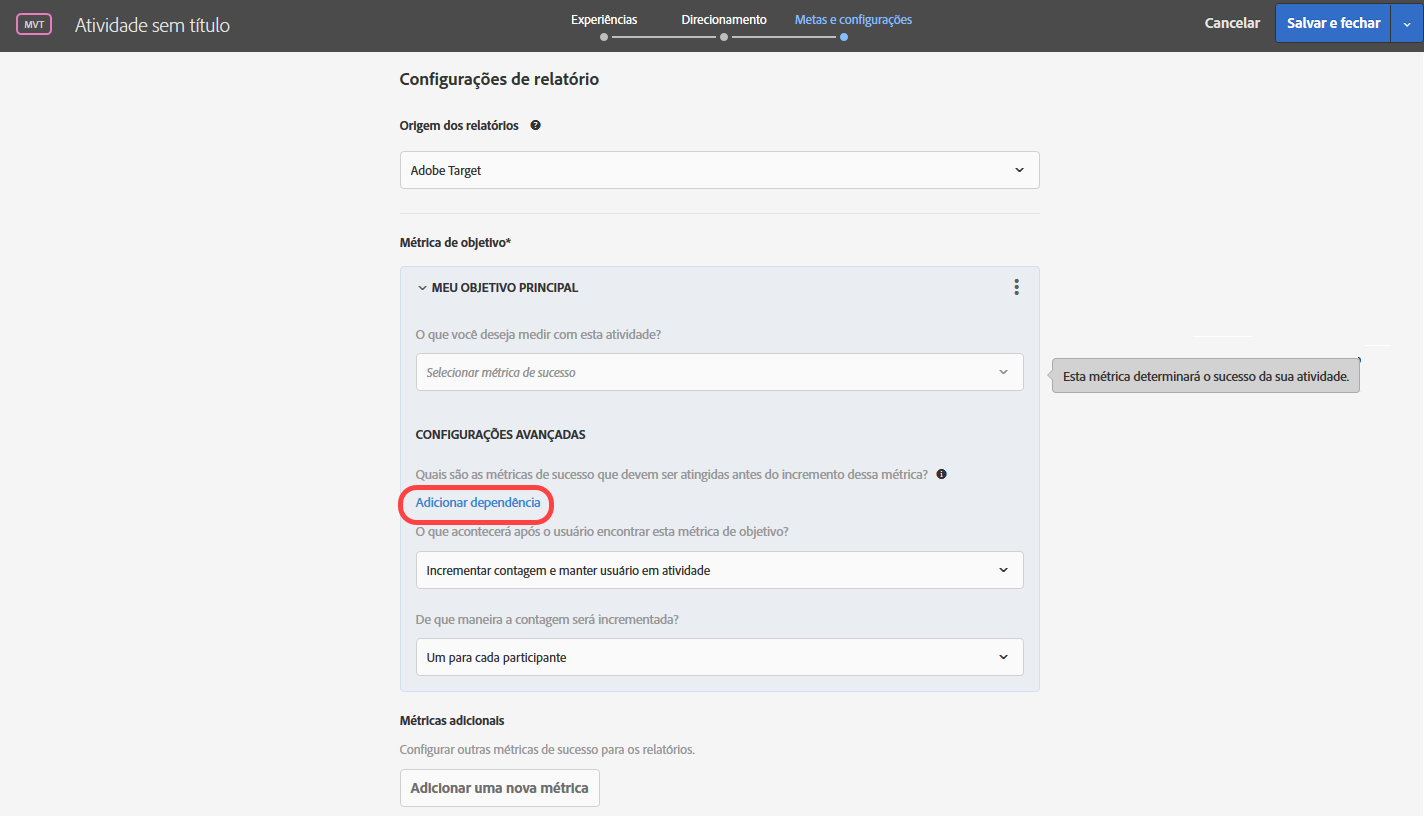 MVT
Atividade sem título
Experiências
Direcionamento
Metas e configurações
Cancelar
Salvar e fechar
Configurações de relatório
Origem dos relatórios
Adobe Target
Métrica de objetivo*
MEU OBJETIVO PRINCIPAL
O que você deseja medir com esta atividade?
Selecionar métrica de sucesso
Esta métrica determinará o sucesso da sua atividade.
CONFIGURAÇÕES AVANÇADAS
Quais são as métricas de sucesso que devem ser atingidas antes do incremento dessa métrica?
Adicionar dependência
O que acontecerá após o usuário encontrar esta métrica de objetivo?
Incrementar contagem e manter usuário em atividade
De que maneira a contagem será incrementada?
Um para cada participante
Métricas adicionais
Configurar outras métricas de sucesso para os relatórios.
Adicionar uma nova métrica